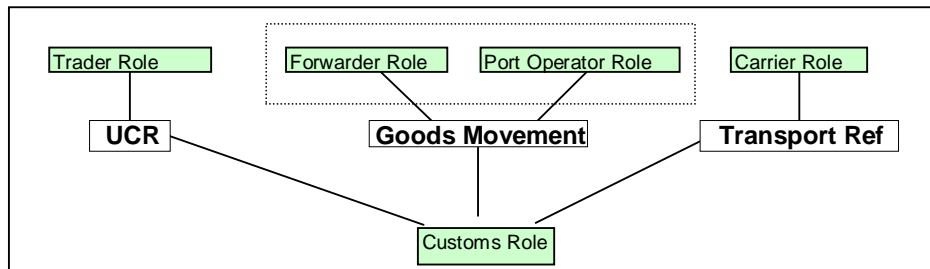 Trader Role
Forwarder Role
Port Operator Role
Carrier Role
UCR
Goods Movement
Transport Ref
Customs Role